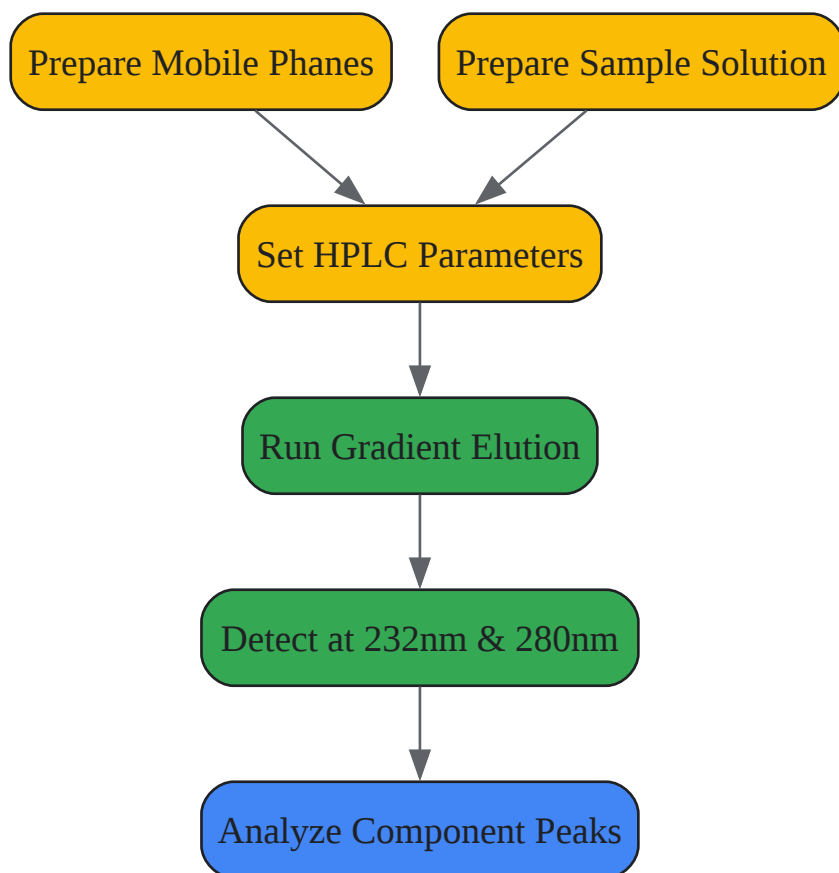 Prepare Mobile Phanes
Prepare Sample Solution
Set HPLC Parameters
Run Gradient Elution
Detect at 232nm & 280nm
Analyze Component Peaks